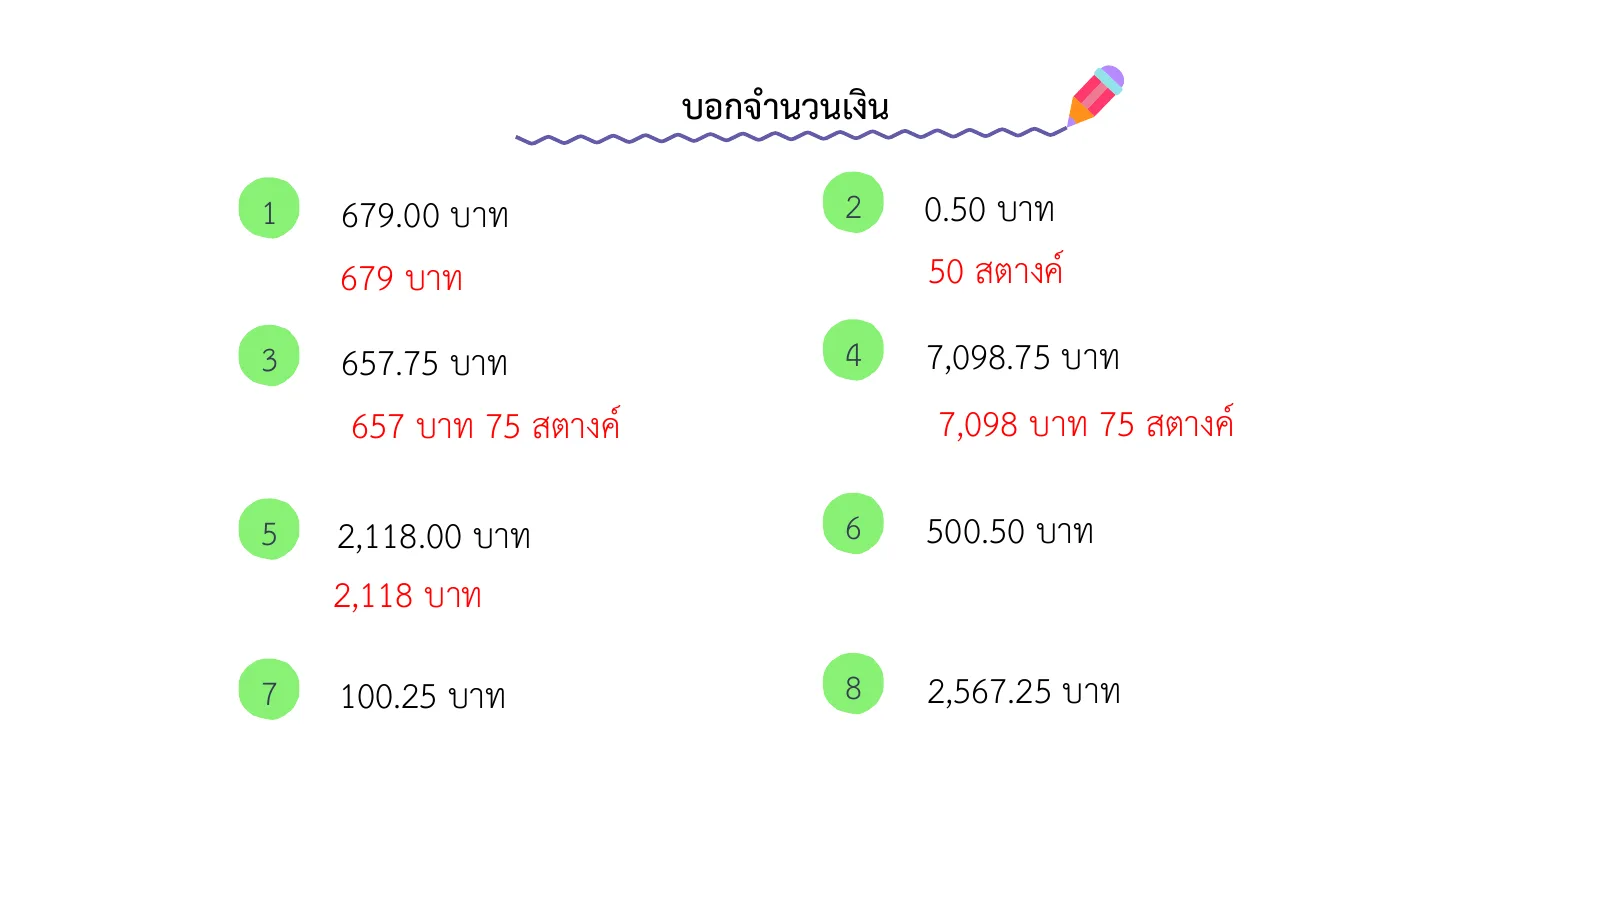 บอกจำนวนเงิน
1 679.00 บาท
679 บาท
2 0.50 บาท
50 สตางค์
3 657.75 บาท
657 บาท 75 สตางค์
4 7,098.75 บาท
7,098 บาท 75 สตางค์
5 2,118.00 บาท
2,118 บาท
6 500.50 บาท
7 100.25 บาท
8 2,567.25 บาท